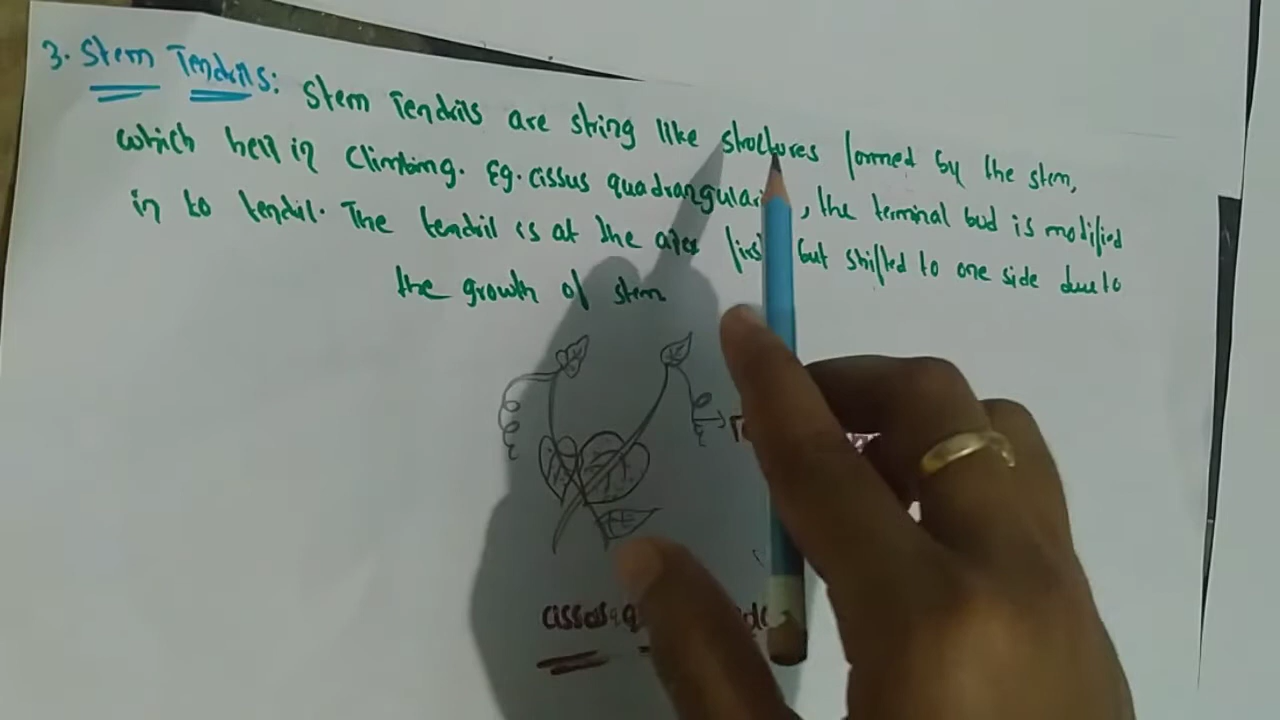 3. Stem Tendrils: Stem Tendrils are string like structures formed by the stem,
which help in climbing. Eg. cissus quadrangular , the terminal bud is modified
in to tendril. The tendril is at the apex first but shifted to one side due to
the growth of stem